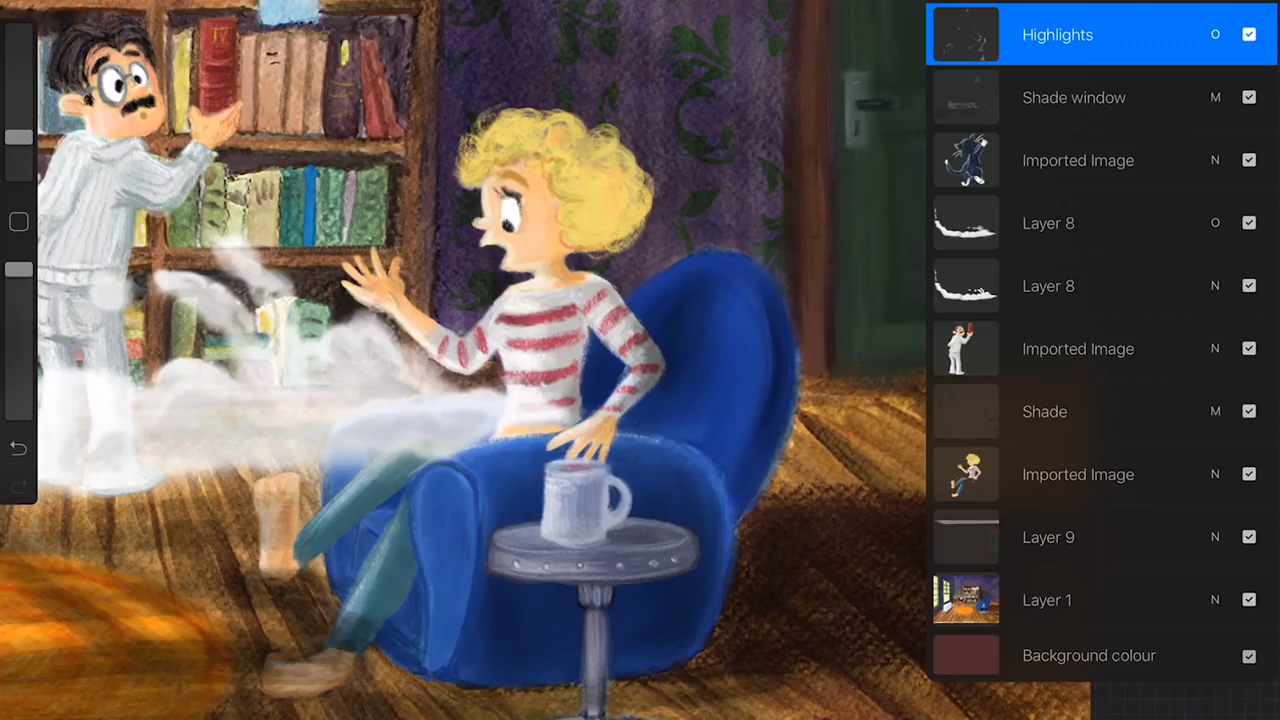 Highlights O
Shade window M
Imported Image N
Layer 8 O
Layer 8 N
Imported Image N
Shade M
Imported Image N
Layer 9 N
Layer 1 N
Background colour